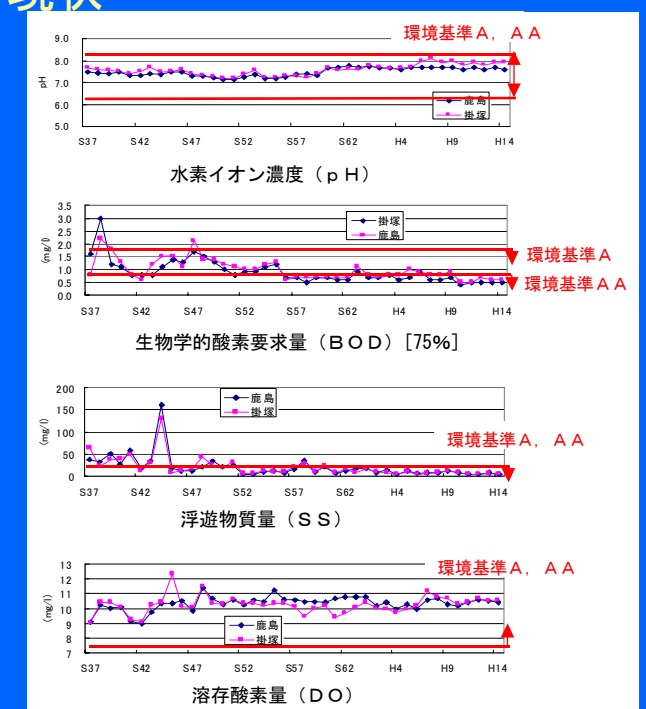 現状
環境基準A，AA
9.0
8.0
7.0
6.0
5.0
pH
鹿島
掛塚
S37 S42 S47 S52 S57 S62 H4 H9 H14
水素イオン濃度（pH）
3.5
3.0
2.5
2.0
1.5
1.0
0.5
0.0
(mg/l)
掛塚
鹿島
環境基準A
環境基準AA
S37 S42 S47 S52 S57 S62 H4 H9 H14
生物学的酸素要求量（BOD）[75%]
200
150
100
50
0
(mg/l)
鹿島
掛塚
環境基準A，AA
S37 S42 S47 S52 S57 S62 H4 H9 H14
浮遊物質量（SS）
環境基準A，AA
13
12
11
10
9
8
7
(mg/l)
鹿島
掛塚
S37 S42 S47 S52 S57 S62 H4 H9 H14
溶存酸素量（DO）